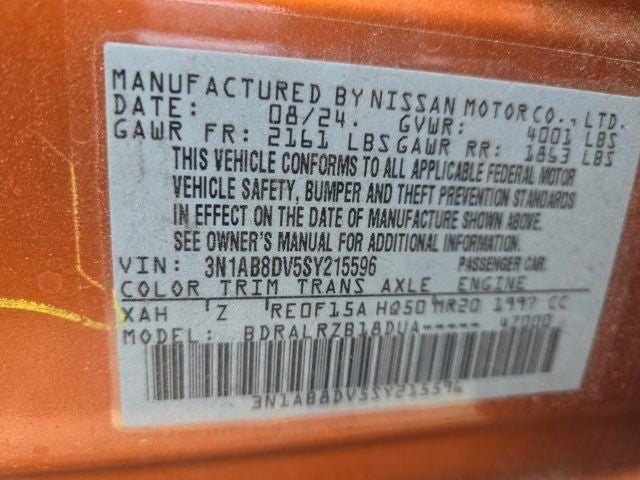 MANUFACTURED BY NISSAN MOTOR CO., LTD.
DATE: 08/24. GVWR: 4001 LBS
GAWR FR: 2161 LBS GAWR RR: 1863 LBS
THIS VEHICLE CONFORMS TO ALL APPLICABLE FEDERAL MOTOR
VEHICLE SAFETY, BUMPER AND THEFT PREVENTION STANDARDS
IN EFFECT ON THE DATE OF MANUFACTURE SHOWN ABOVE.
SEE OWNER'S MANUAL FOR ADDITIONAL INFORMATION
VIN: 3N1AB8DV5SY215596 PASSENGER CAR.
COLOR TRIM TRANS AXLE ENGINE
XAH Z RE0F15A HQ50 MR20 1997 CC
MODEL: BDRALRZB18DUA----- 47000
3N1AB8DV5SY215596